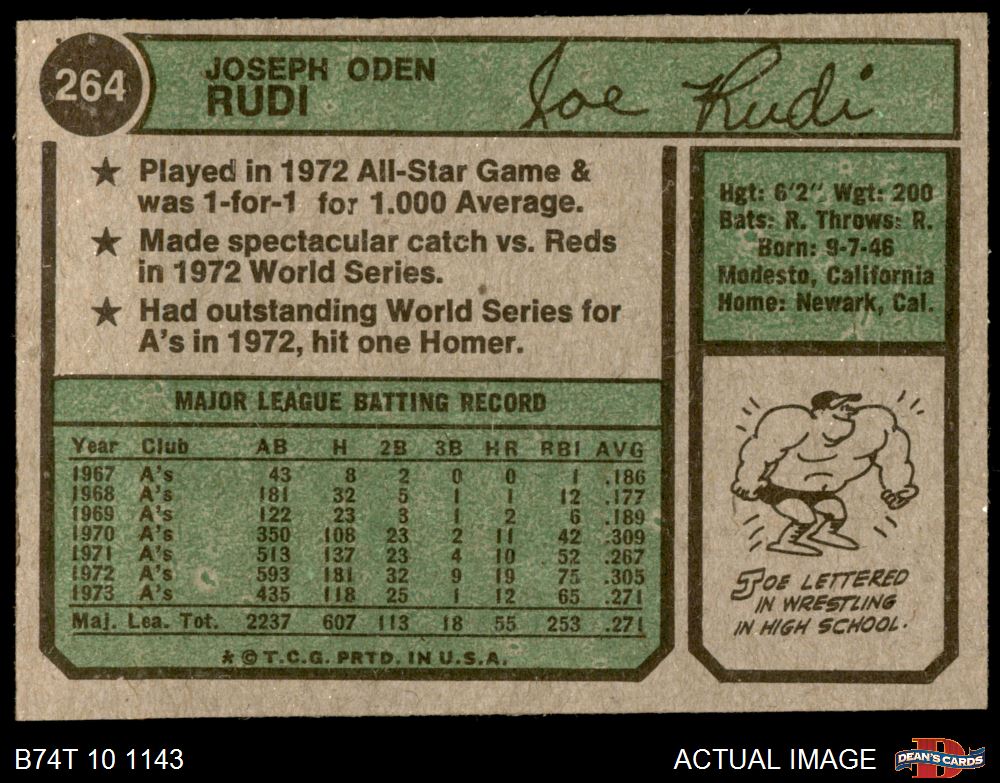 264
JOSEPH ODEN
RUDI
Joe Rudi
★ Played in 1972 All-Star Game &
was 1-for-1 for 1.000 Average.
★ Made spectacular catch vs. Reds
in 1972 World Series.
★ Had outstanding World Series for
A's in 1972, hit one Homer.
Hgt: 6'2" Wgt: 200
Bats: R. Throws: R.
Born: 9-7-46
Modesto, California
Home: Newark, Cal.
MAJOR LEAGUE BATTING RECORD
Year Club AB H 2B 3B HR RBI AVG
1967 A's 43 8 2 0 0 1 .186
1968 A's 181 32 5 1 1 12 .177
1969 A's 122 23 3 1 2 6 .189
1970 A's 350 108 23 2 11 42 .309
1971 A's 513 137 23 4 10 52 .267
1972 A's 593 181 32 9 19 75 .305
1973 A's 435 118 25 1 12 65 .271
Maj. Lea. Tot. 2237 607 113 18 55 253 .271
★ © T.C.G. PRTD. IN U.S.A.
JOE LETTERED
IN WRESTLING
IN HIGH SCHOOL.
B74T 10 1143
ACTUAL IMAGE
D
DEAN'S CARDS